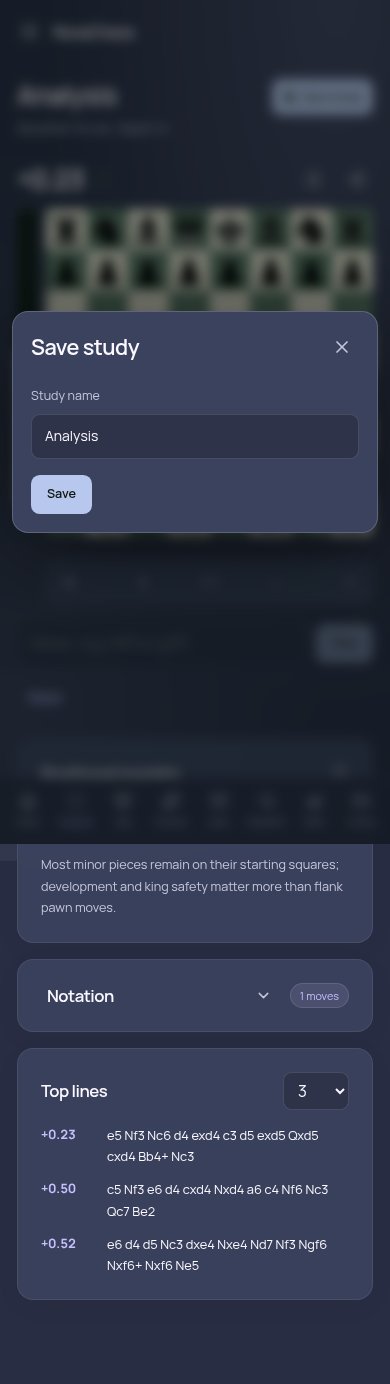 Analysis
+0.23
Save study
Study name
Analysis
Save
Most minor pieces remain on their starting squares;
development and king safety matter more than flank
pawn moves.
Notation
1 moves
Top lines
3
+0.23
e5 Nf3 Nc6 d4 exd4 c3 d5 exd5 Qxd5
cxd4 Bb4+ Nc3
+0.50
c5 Nf3 e6 d4 cxd4 Nxd4 a6 c4 Nf6 Nc3
Qc7 Be2
+0.52
e6 d4 d5 Nc3 dxe4 Nxe4 Nd7 Nf3 Ngf6
Nxf6+ Nxf6 Ne5